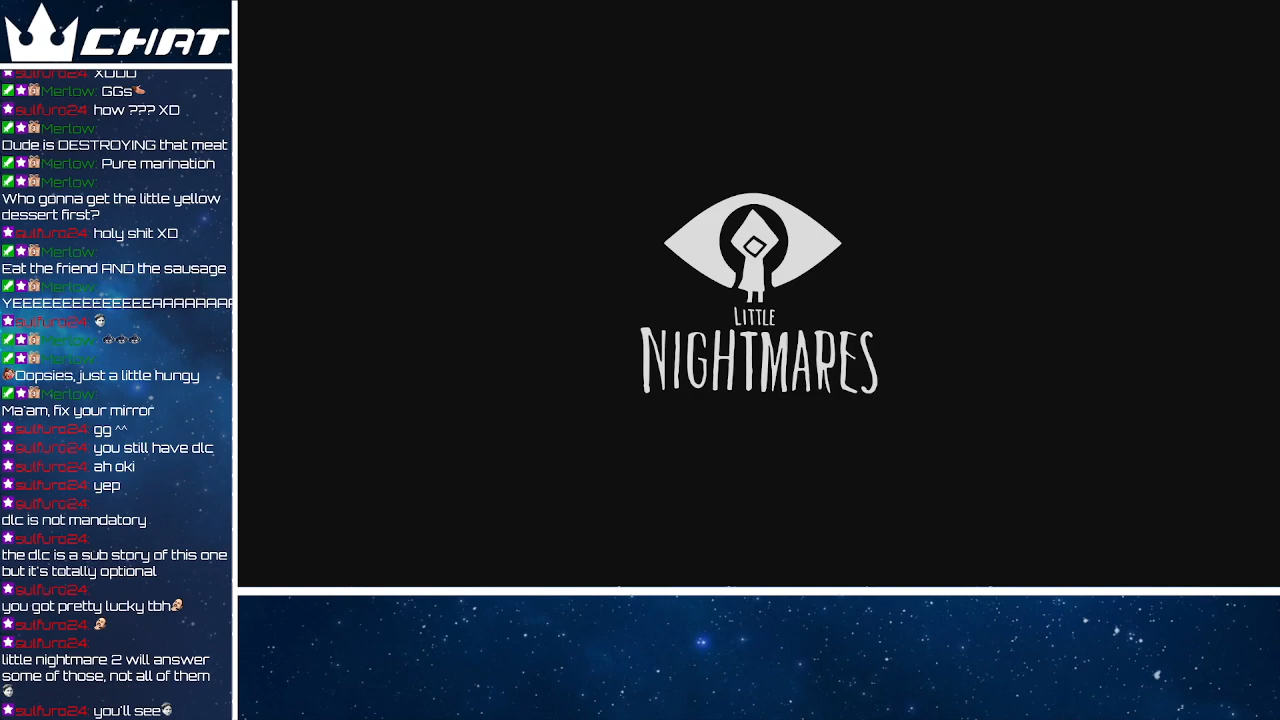 CHAT
sulfuro24: XDDD
Merlow: GGs
sulfuro24: how ??? XD
Merlow:
Dude is DESTROYING that meat
Merlow: Pure marination
Merlow:
Who gonna get the little yellow
dessert first?
sulfuro24: holy shit XD
Merlow:
Eat the friend AND the sausage
Merlow:
sulfuro24:
Merlow:
Merlow:
Oopsies, just a little hungy
Merlow:
Ma'am, fix your mirror
sulfuro24: gg ^^
sulfuro24: you still have dlc
sulfuro24: ah oki
sulfuro24: yep
sulfuro24:
dlc is not mandatory
sulfuro24:
the dlc is a sub story of this one
but it's totally optional
sulfuro24:
you got pretty lucky tbh
sulfuro24:
sulfuro24:
little nightmare 2 will answer
some of those, not all of them
sulfuro24: you'll see
LITTLE
NIGHTMARES